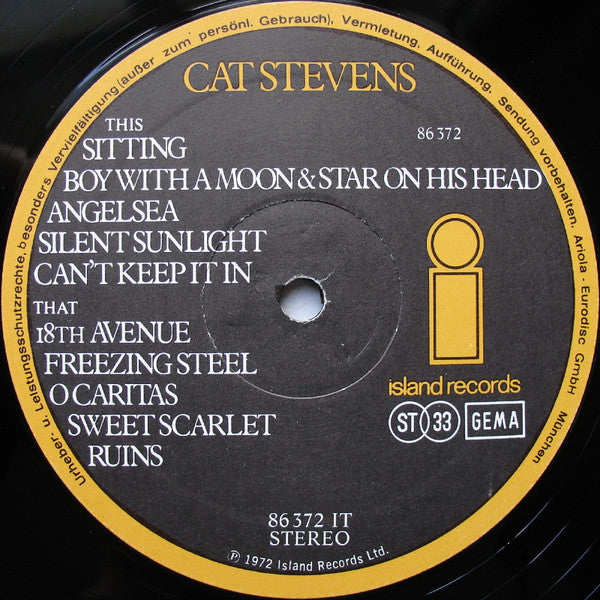 Urheber- u. Leistungsschutzrechte, besonders Vervielfältigung (außer zum persönl. Gebrauch), Vermietung, Aufführung, Sendung vorbehalten. Ariola - Eurodisc GmbH München
CAT STEVENS
86 372
THIS
SITTING
BOY WITH A MOON & STAR ON HIS HEAD
ANGELSEA
SILENT SUNLIGHT
CAN'T KEEP IT IN
THAT
18TH AVENUE
FREEZING STEEL
O CARITAS
SWEET SCARLET
RUINS
i
island records
ST 33 GEMA
86 372 IT
STEREO
℗ 1972 Island Records Ltd.